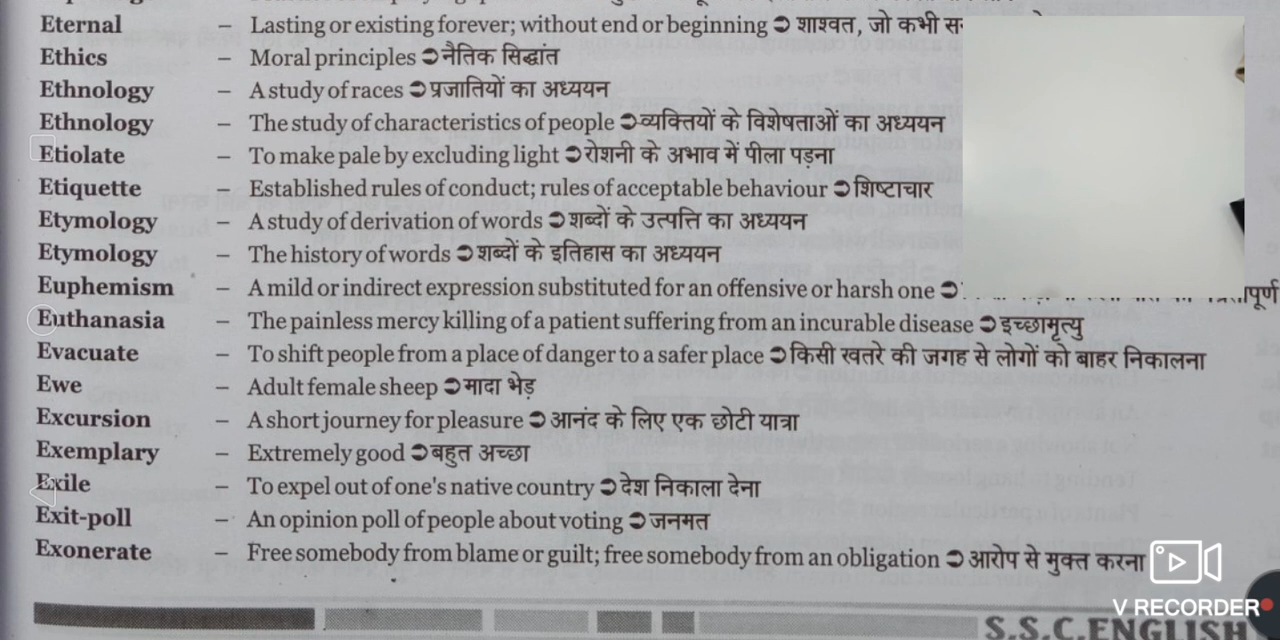 Eternal – Lasting or existing forever; without end or beginning ➲ शाश्वत, जो कभी
Ethics – Moral principles ➲ नैतिक सिद्धांत
Ethnology – A study of races ➲ प्रजातियों का अध्ययन
Ethnology – The study of characteristics of people ➲ व्यक्तियों के विशेषताओं का अध्ययन
Etiolate – To make pale by excluding light ➲ रोशनी के अभाव में पीला पड़ना
Etiquette – Established rules of conduct; rules of acceptable behaviour ➲ शिष्टाचार
Etymology – A study of derivation of words ➲ शब्दों के उत्पत्ति का अध्ययन
Etymology – The history of words ➲ शब्दों के इतिहास का अध्ययन
Euphemism – A mild or indirect expression substituted for an offensive or harsh one ➲
Euthanasia – The painless mercy killing of a patient suffering from an incurable disease ➲ इच्छामृत्यु
Evacuate – To shift people from a place of danger to a safer place ➲ किसी खतरे की जगह से लोगों को बाहर निकालना
Ewe – Adult female sheep ➲ मादा भेड़
Excursion – A short journey for pleasure ➲ आनंद के लिए एक छोटी यात्रा
Exemplary – Extremely good ➲ बहुत अच्छा
Exile – To expel out of one's native country ➲ देश निकाला देना
Exit-poll – An opinion poll of people about voting ➲ जनमत
Exonerate – Free somebody from blame or guilt; free somebody from an obligation ➲ आरोप से मुक्त करना
V RECORDER
S.S.C. ENGLISH